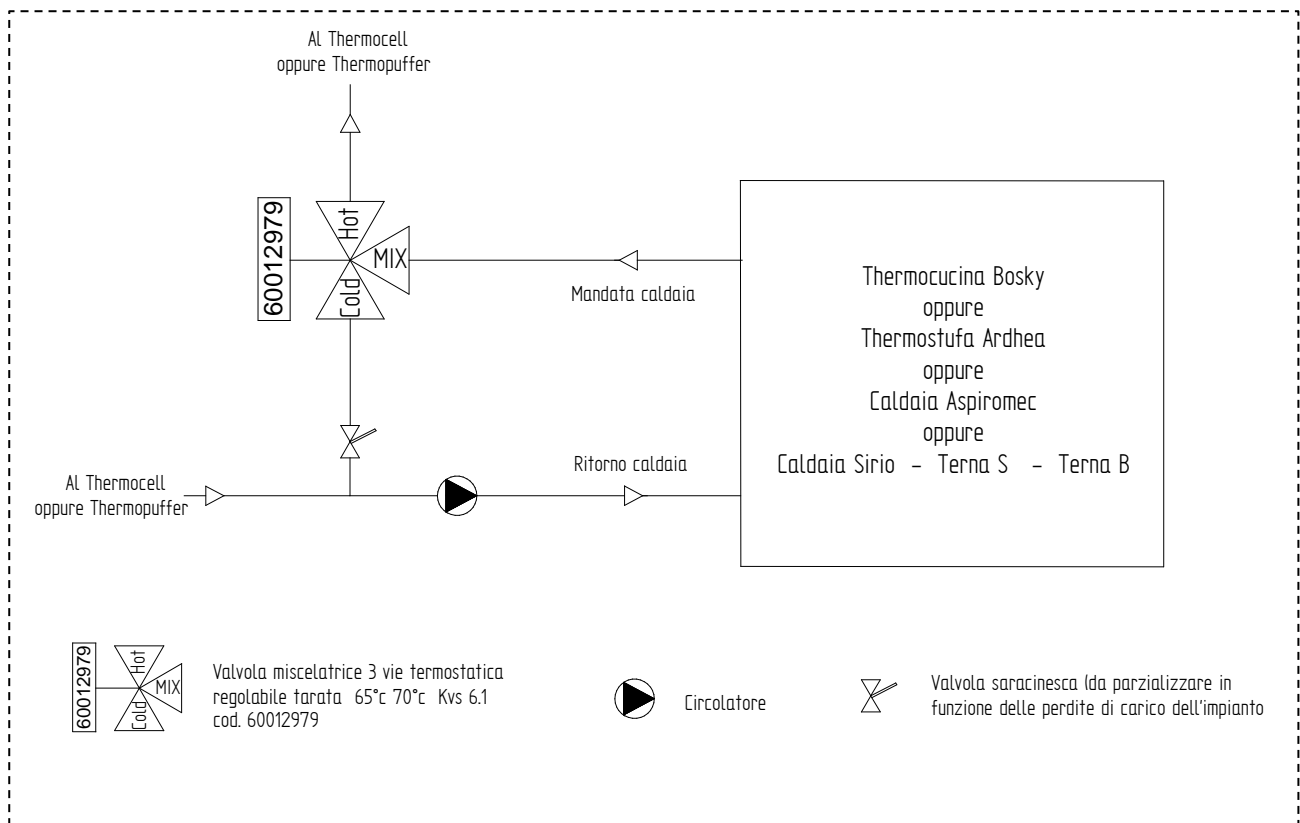 Al Thermocell
oppure Thermopuffer
60012979
Hot
MIX
Cold
Mandata caldaia
Thermocucina Bosky
oppure
Thermostufa Ardhea
oppure
Caldaia Aspiromec
oppure
Caldaia Sirio - Terna S - Terna B
Ritorno caldaia
Al Thermocell
oppure Thermopuffer
60012979
Hot
MIX
Cold
Valvola miscelatrice 3 vie termostatica
regolabile tarata 65°c 70°c Kvs 6.1
cod. 60012979
Circolatore
Valvola saracinesca (da parzializzare in
funzione delle perdite di carico dell'impianto